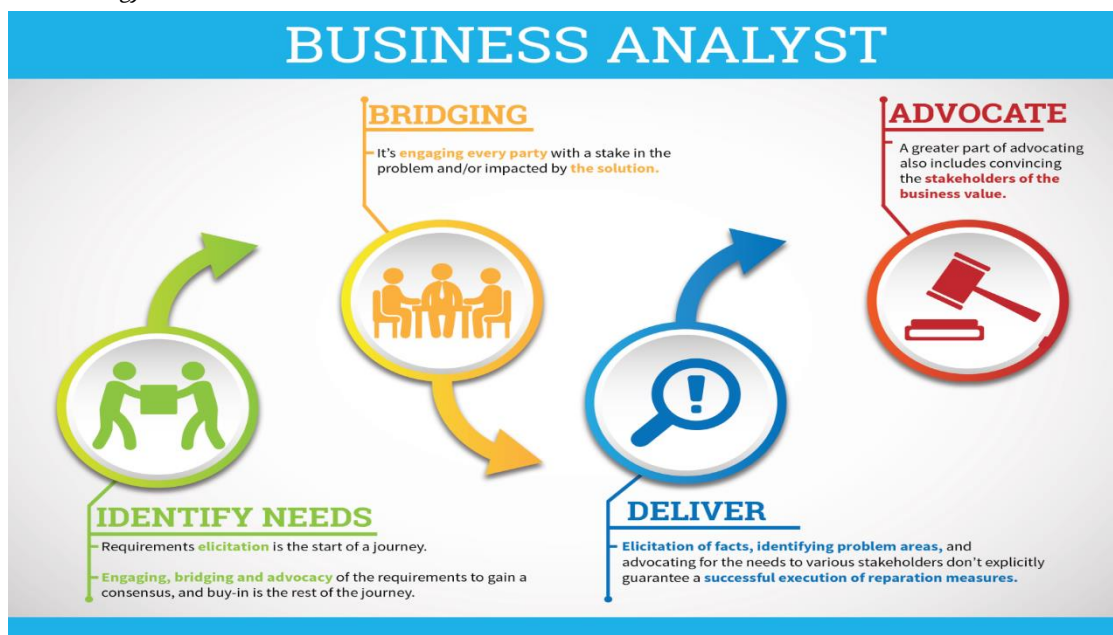 BUSINESS ANALYST
IDENTIFY NEEDS
Requirements elicitation is the start of a journey.
Engaging, bridging and advocacy of the requirements to gain a
consensus, and buy-in is the rest of the journey.
BRIDGING
It's engaging every party with a stake in the
problem and/or impacted by the solution.
DELIVER
Elicitation of facts, identifying problem areas, and
advocating for the needs to various stakeholders don't explicitly
guarantee a successful execution of reparation measures.
ADVOCATE
A greater part of advocating
also includes convincing
the stakeholders of the
business value.